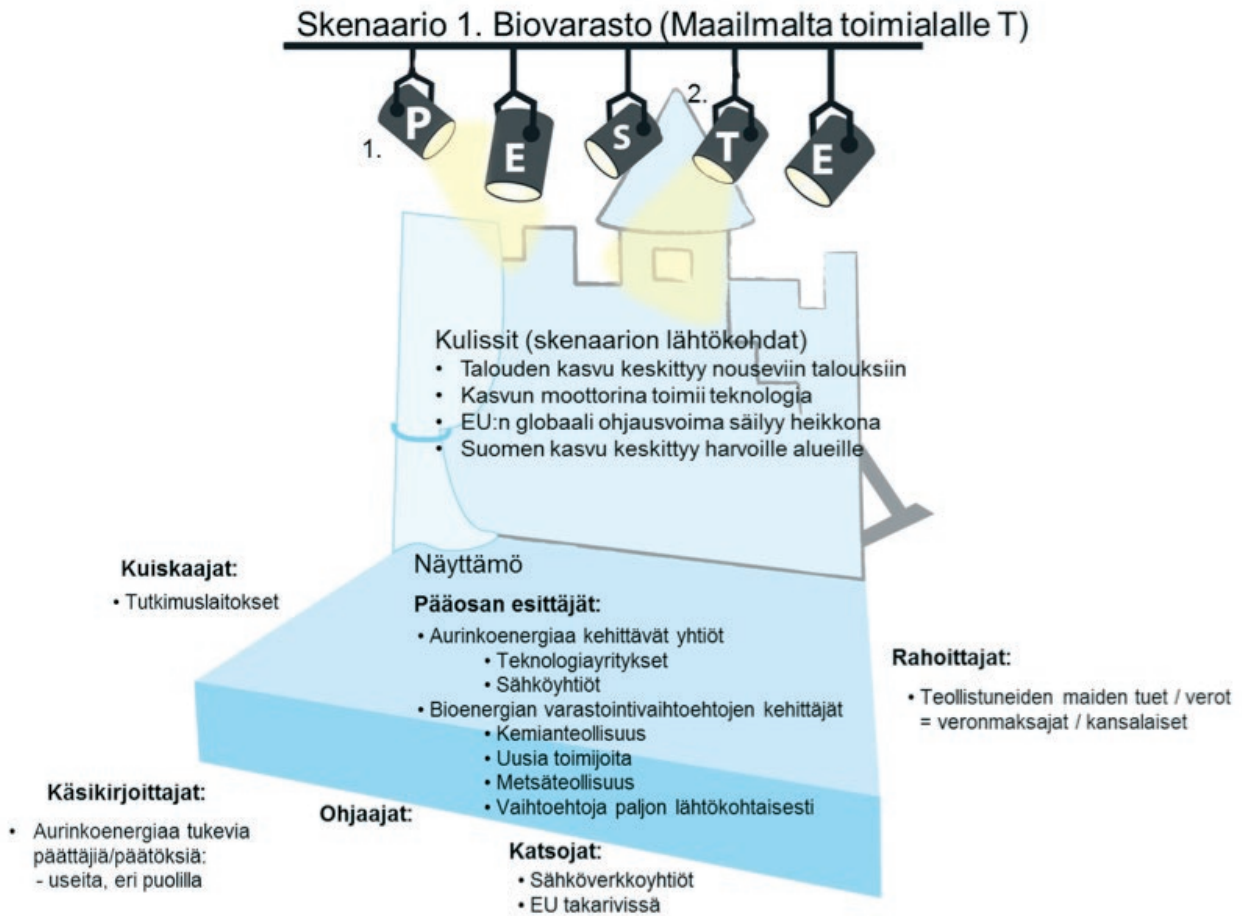 Skenaario 1. Biovarasto (Maailmalta toimialalle T)
1.
P
E
S
2.
T
E
Kulissit (skenaarion lähtökohdat)
• Talouden kasvu keskittyy nouseviin talouksiin
• Kasvun moottorina toimii teknologia
• EU:n globaali ohjausvoima säilyy heikkona
• Suomen kasvu keskittyy harvoille alueille
Kuiskaajat:
• Tutkimuslaitokset
Näyttämö
Pääosan esittäjät:
• Aurinkoenergiaa kehittävät yhtiöt
• Teknologiayritykset
• Sähköyhtiöt
• Bioenergian varastointivaihtoehtojen kehittäjät
• Kemianteollisuus
• Uusia toimijoita
• Metsäteollisuus
• Vaihtoehtoja paljon lähtökohtaisesti
Rahoittajat:
• Teollistuneiden maiden tuet / verot
= veronmaksajat / kansalaiset
Käsikirjoittajat:
• Aurinkoenergiaa tukevia
päättäjiä/päätöksiä:
- useita, eri puolilla
Ohjaajat:
Katsojat:
• Sähköverkkoyhtiöt
• EU takarivissä